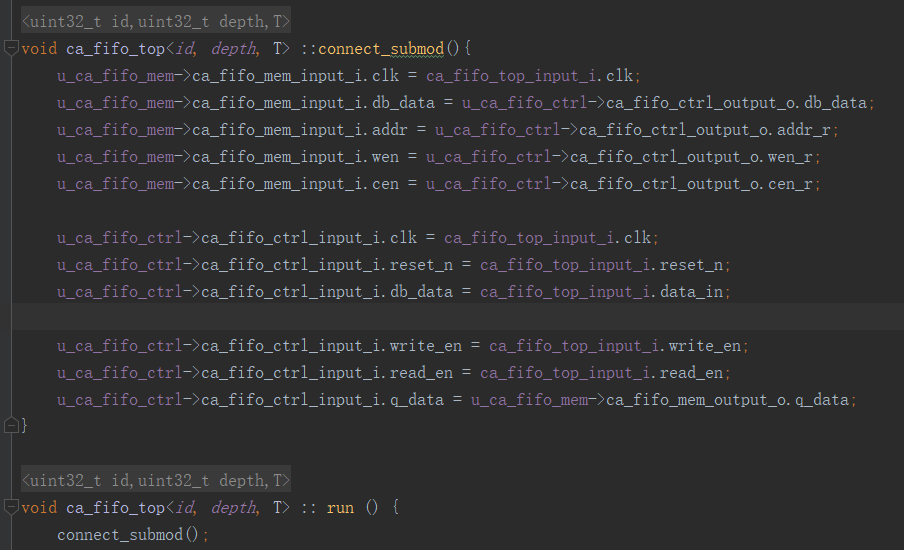 <uint32_t id,uint32_t depth,T>
void ca_fifo_top<id, depth, T> ::connect_submod(){
u_ca_fifo_mem->ca_fifo_mem_input_i.clk = ca_fifo_top_input_i.clk;
u_ca_fifo_mem->ca_fifo_mem_input_i.db_data = u_ca_fifo_ctrl->ca_fifo_ctrl_output_o.db_data;
u_ca_fifo_mem->ca_fifo_mem_input_i.addr = u_ca_fifo_ctrl->ca_fifo_ctrl_output_o.addr_r;
u_ca_fifo_mem->ca_fifo_mem_input_i.wen = u_ca_fifo_ctrl->ca_fifo_ctrl_output_o.wen_r;
u_ca_fifo_mem->ca_fifo_mem_input_i.cen = u_ca_fifo_ctrl->ca_fifo_ctrl_output_o.cen_r;
u_ca_fifo_ctrl->ca_fifo_ctrl_input_i.clk = ca_fifo_top_input_i.clk;
u_ca_fifo_ctrl->ca_fifo_ctrl_input_i.reset_n = ca_fifo_top_input_i.reset_n;
u_ca_fifo_ctrl->ca_fifo_ctrl_input_i.db_data = ca_fifo_top_input_i.data_in;
u_ca_fifo_ctrl->ca_fifo_ctrl_input_i.write_en = ca_fifo_top_input_i.write_en;
u_ca_fifo_ctrl->ca_fifo_ctrl_input_i.read_en = ca_fifo_top_input_i.read_en;
u_ca_fifo_ctrl->ca_fifo_ctrl_input_i.q_data = u_ca_fifo_mem->ca_fifo_mem_output_o.q_data;
}
<uint32_t id,uint32_t depth,T>
void ca_fifo_top<id, depth, T> :: run () {
connect_submod();